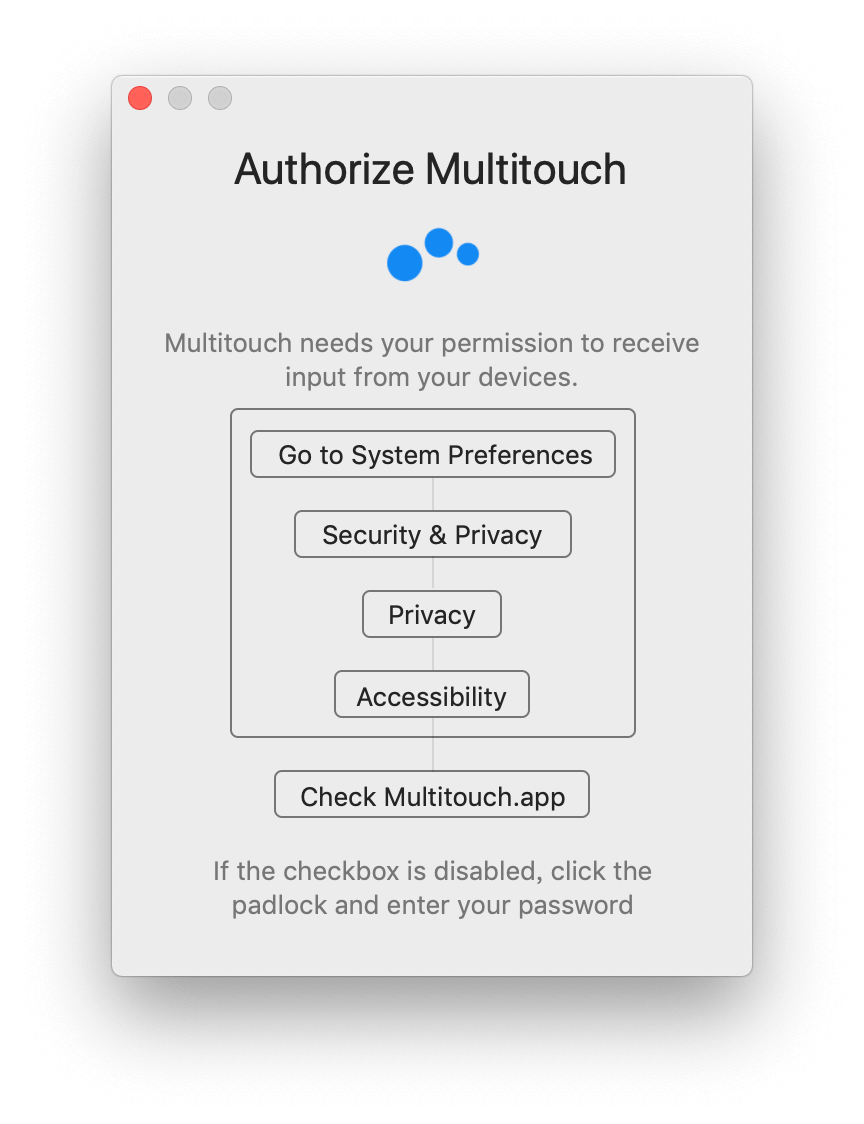 Authorize Multitouch
Multitouch needs your permission to receive
input from your devices.
Go to System Preferences
Security & Privacy
Privacy
Accessibility
Check Multitouch.app
If the checkbox is disabled, click the
padlock and enter your password